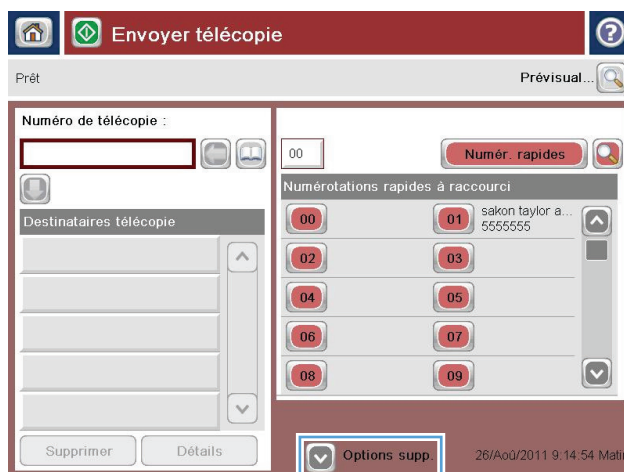 Envoyer télécopie
Prêt
Prévisual...
Numéro de télécopie :
00
Numér. rapides
Numérotations rapides à raccourci
Destinataires télécopie
00
01
sakon taylor a...
5555555
02
03
04
05
06
07
08
09
Supprimer
Détails
Options supp.
26/Aoû/2011 9:14:54 Matin